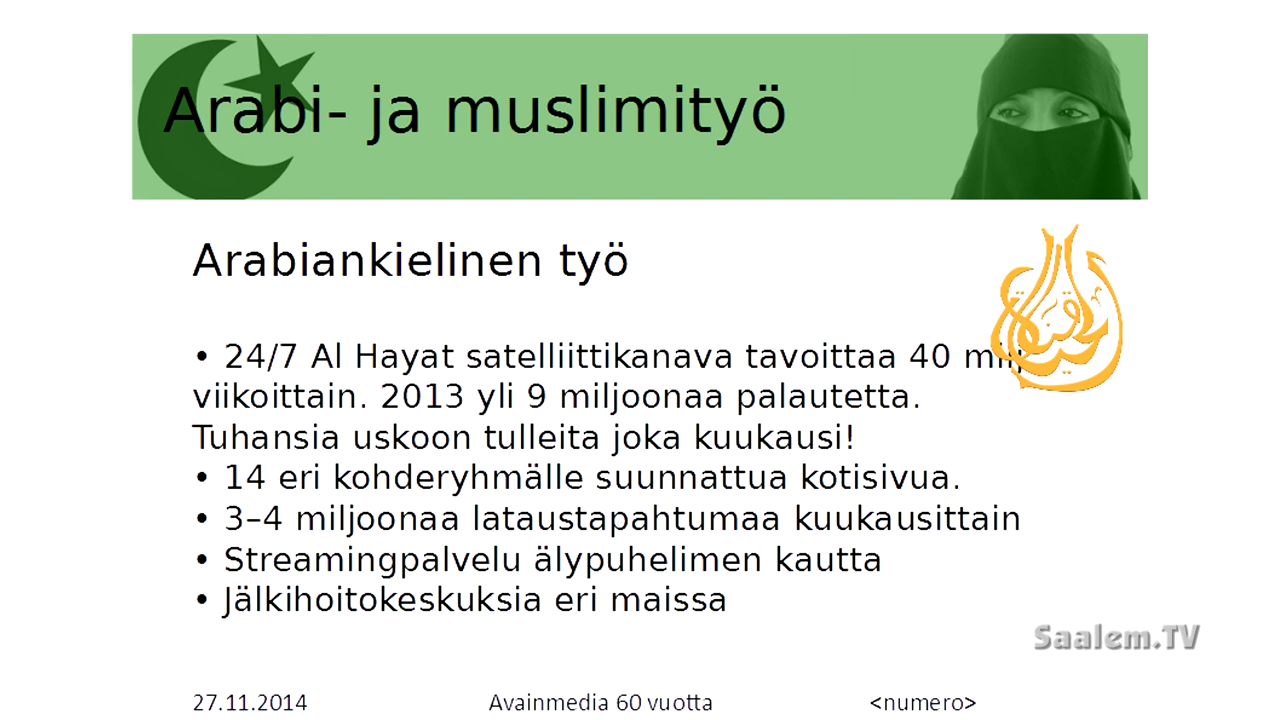 Arabi- ja muslimityö
Arabiankielinen työ
• 24/7 Al Hayat satelliittikanava tavoittaa 40 milj
viikoittain. 2013 yli 9 miljoonaa palautetta.
Tuhansia uskoon tulleita joka kuukausi!
• 14 eri kohderyhmälle suunnattua kotisivua.
• 3–4 miljoonaa lataustapahtumaa kuukausittain
• Streamingpalvelu älypuhelimen kautta
• Jälkihoitokeskuksia eri maissa
Saalem.TV
27.11.2014 Avainmedia 60 vuotta <numero>